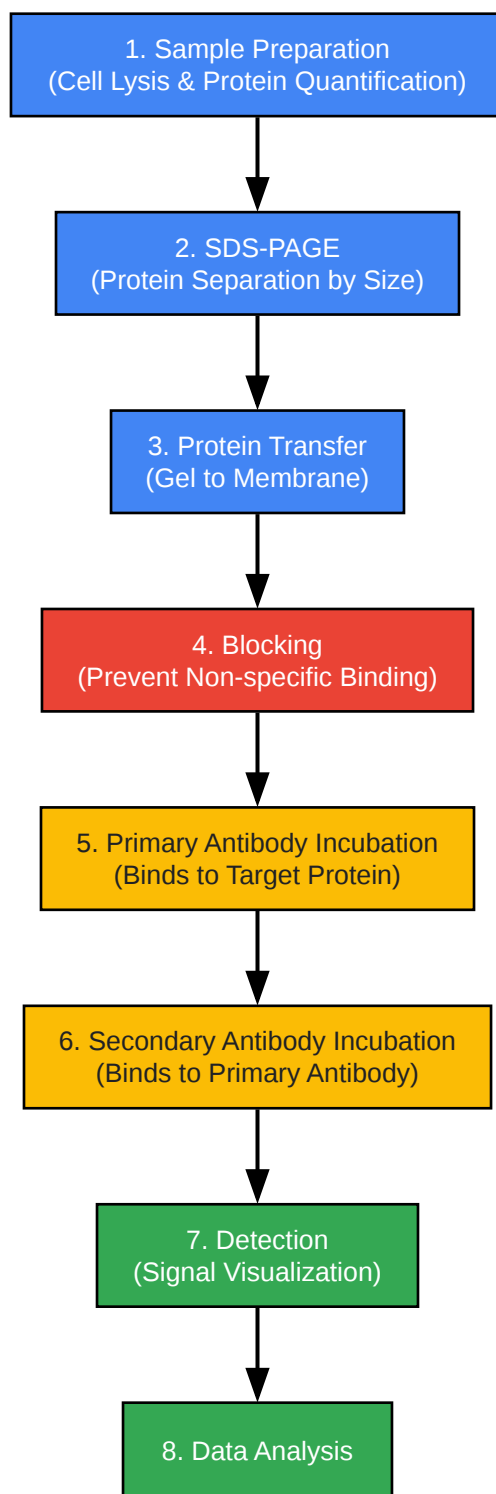 1. Sample Preparation
(Cell Lysis & Protein Quantification)
2. SDS-PAGE
(Protein Separation by Size)
3. Protein Transfer
(Gel to Membrane)
4. Blocking
(Prevent Non-specific Binding)
5. Primary Antibody Incubation
(Binds to Target Protein)
6. Secondary Antibody Incubation
(Binds to Primary Antibody)
7. Detection
(Signal Visualization)
8. Data Analysis